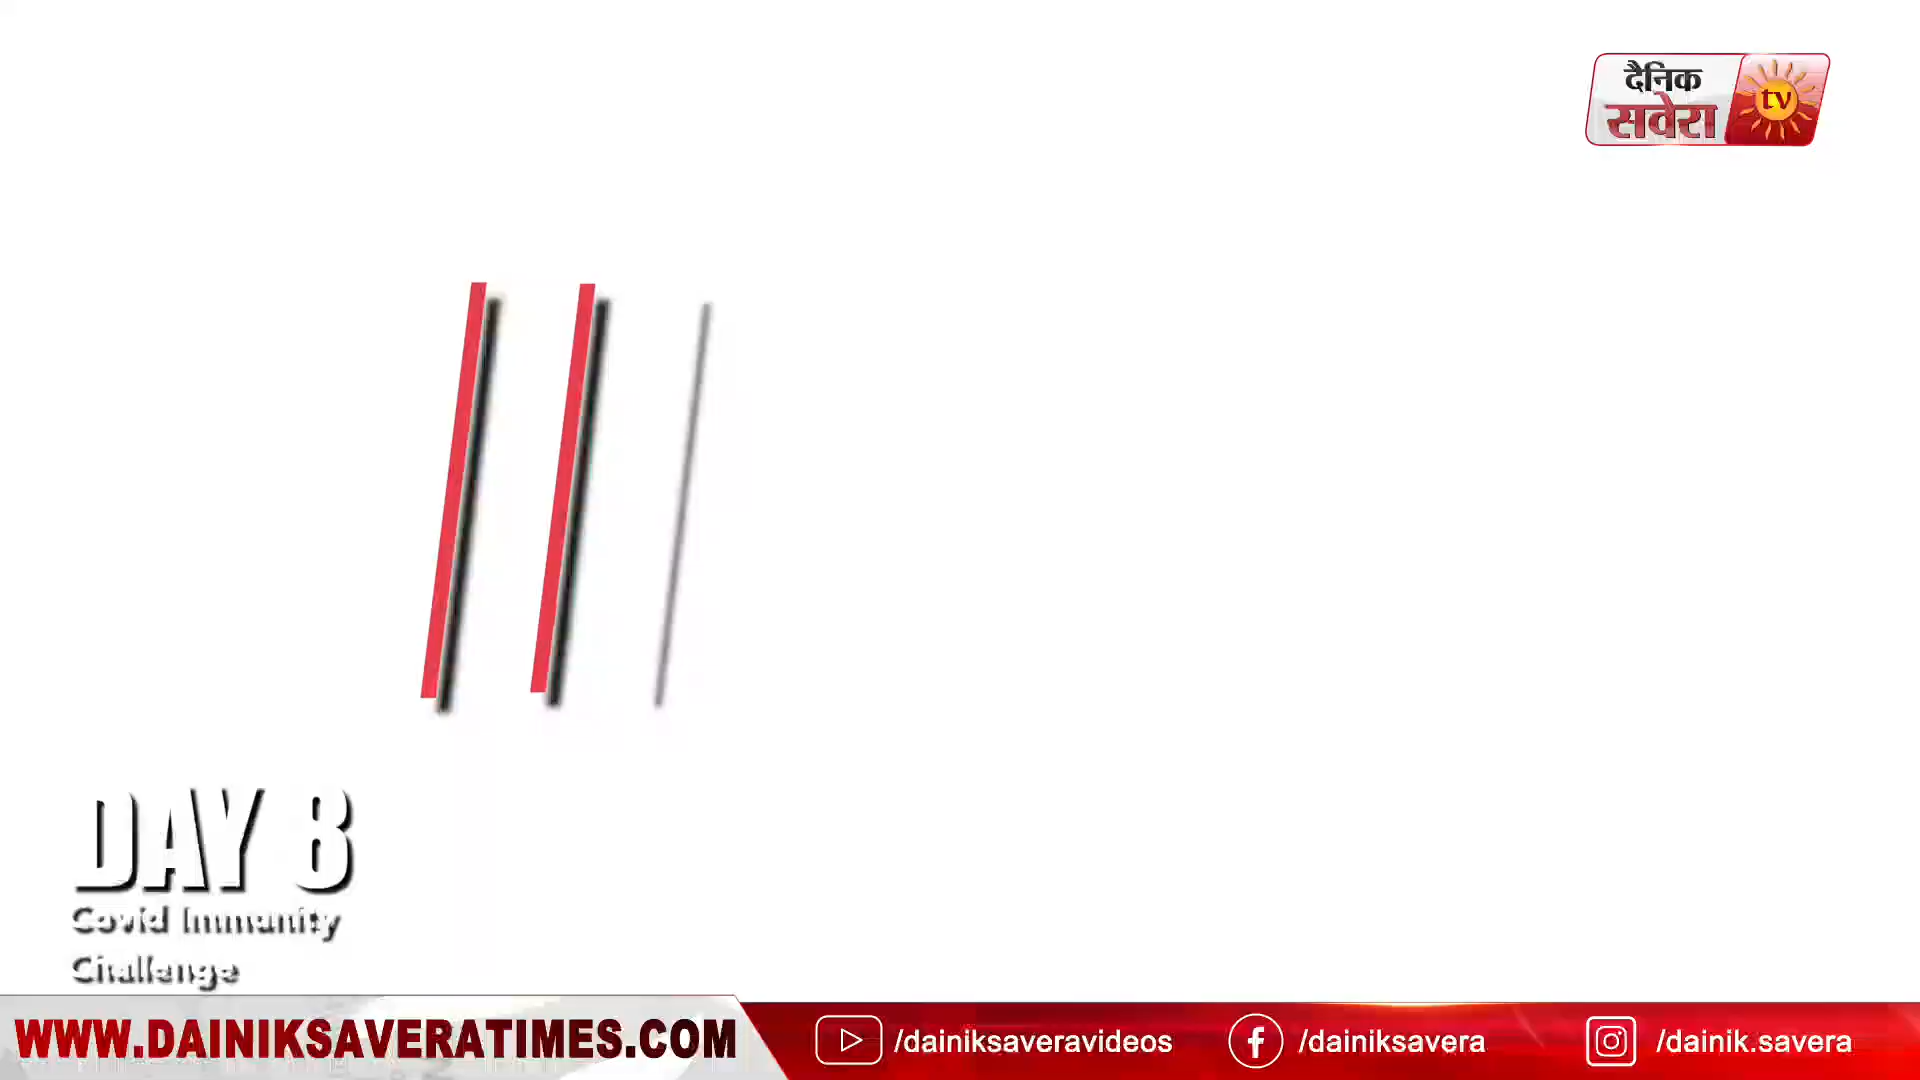 दैनिक
सवेरा
tv
DAY 8
Covid Immunity
Challenge
WWW.DAINIKSAVERATIMES.COM
/dainiksaveravideos
/dainiksavera
/dainik.savera